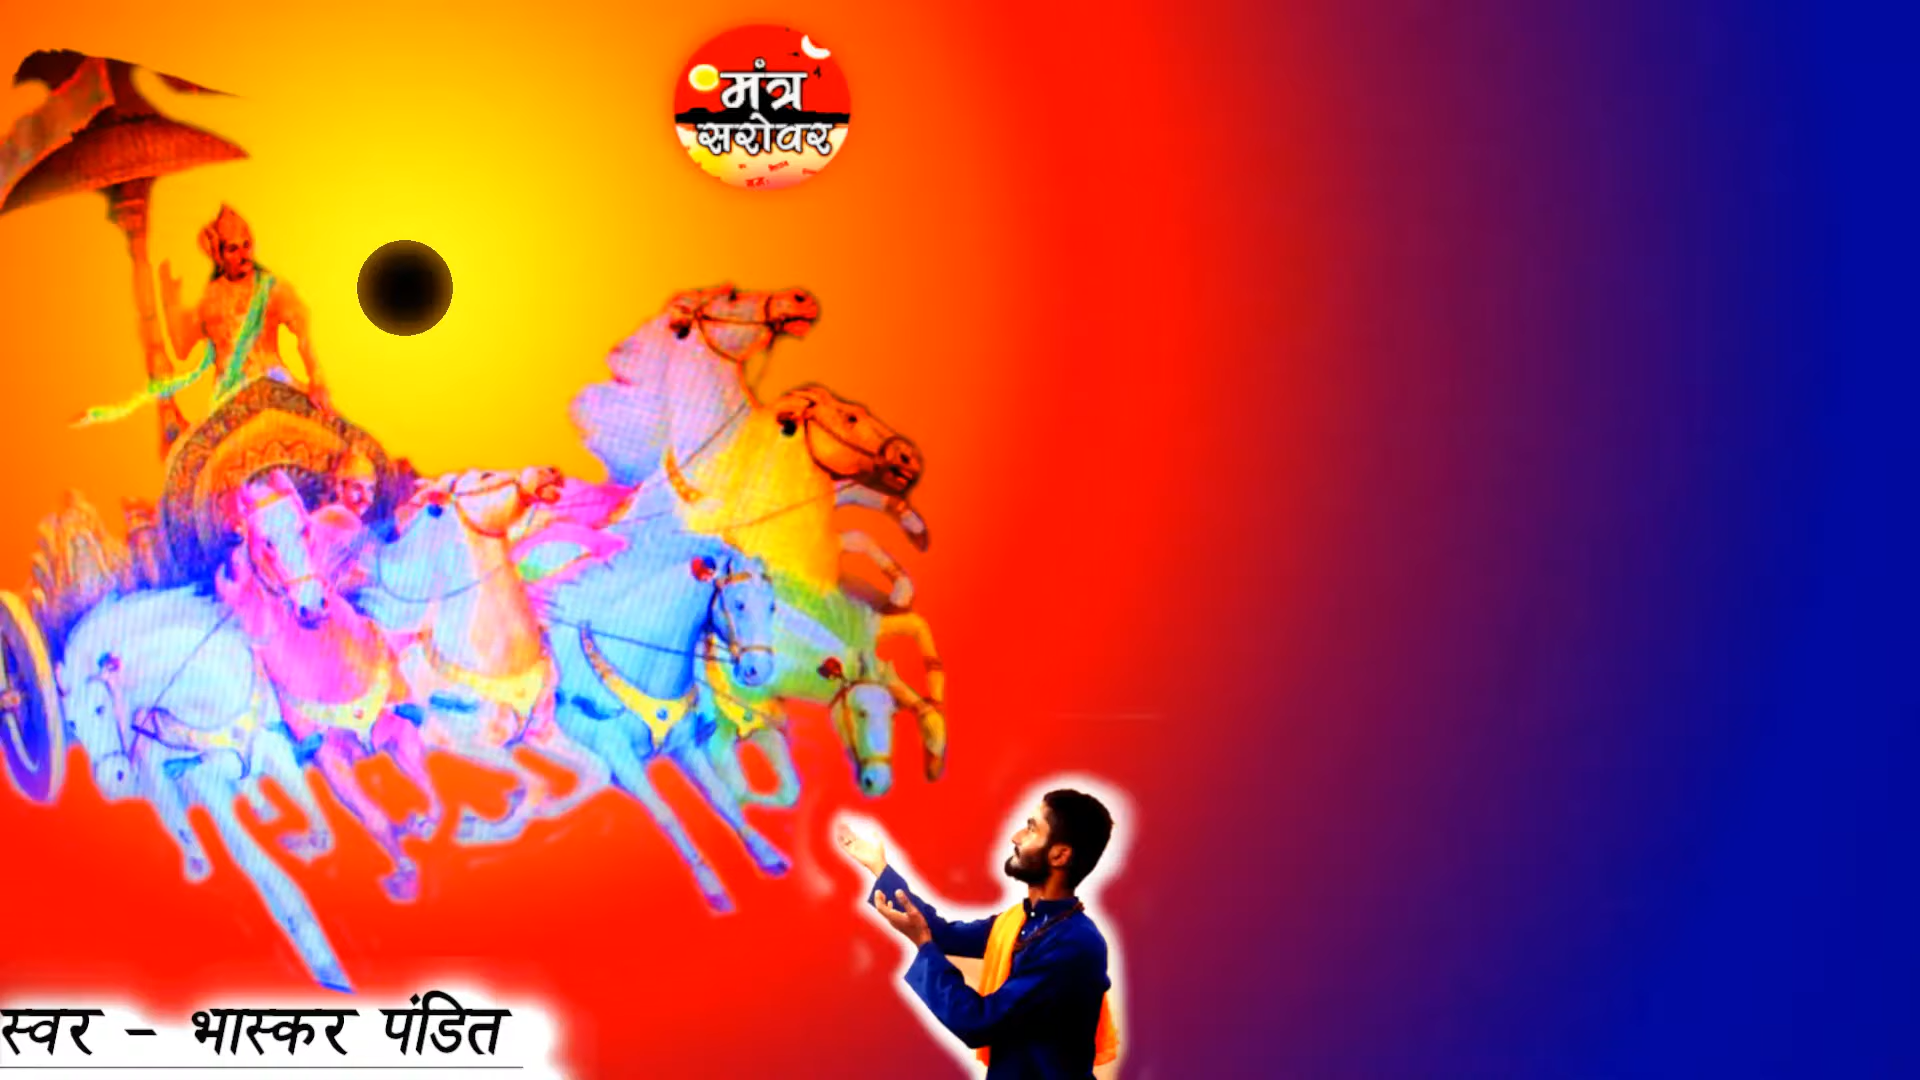 मंत्र
सरोवर
स्वर - भास्कर पंडित